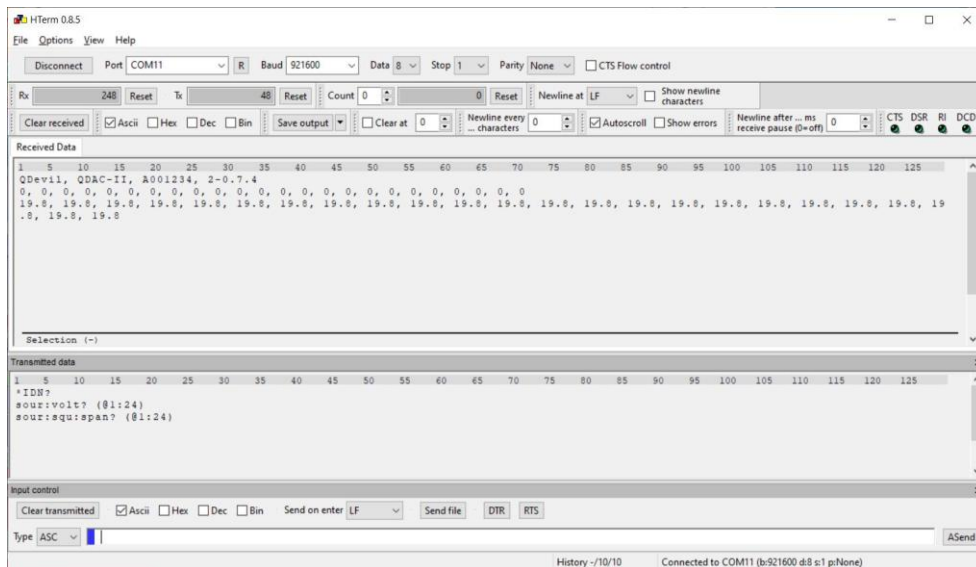 HTerm 0.8.5
File Options View Help
Disconnect Port COM11 R Baud 921600 Data 8 Stop 1 Parity None CTS Flow control
Rx 248 Reset Tx 48 Reset Count 0 0 Reset Newline at LF Show newline characters
Clear received Ascii Hex Dec Bin Save output Clear at 0 Newline every ... characters 0 Autoscroll Show errors Newline after ... ms receive pause (0=off) 0 CTS DSR RI DCD
Received Data
1 5 10 15 20 25 30 35 40 45 50 55 60 65 70 75 80 85 90 95 100 105 110 115 120 125
QDevil, QDAC-II, A001234, 2-0.7.4
0, 0, 0, 0, 0, 0, 0, 0, 0, 0, 0, 0, 0, 0, 0, 0, 0, 0, 0, 0, 0, 0, 0, 0
19.8, 19.8, 19.8, 19.8, 19.8, 19.8, 19.8, 19.8, 19.8, 19.8, 19.8, 19.8, 19.8, 19.8, 19.8, 19.8, 19.8, 19.8, 19.8, 19.8, 19.8, 19
.8, 19.8, 19.8
Selection (-)
Transmitted data
1 5 10 15 20 25 30 35 40 45 50 55 60 65 70 75 80 85 90 95 100 105 110 115 120 125
*IDN?
sour:volt? (@1:24)
sour:squ:span? (@1:24)
Input control
Clear transmitted Ascii Hex Dec Bin Send on enter LF Send file DTR RTS
Type ASC ASend
History -/10/10 Connected to COM11 (b:921600 d:8 s:1 p:None)